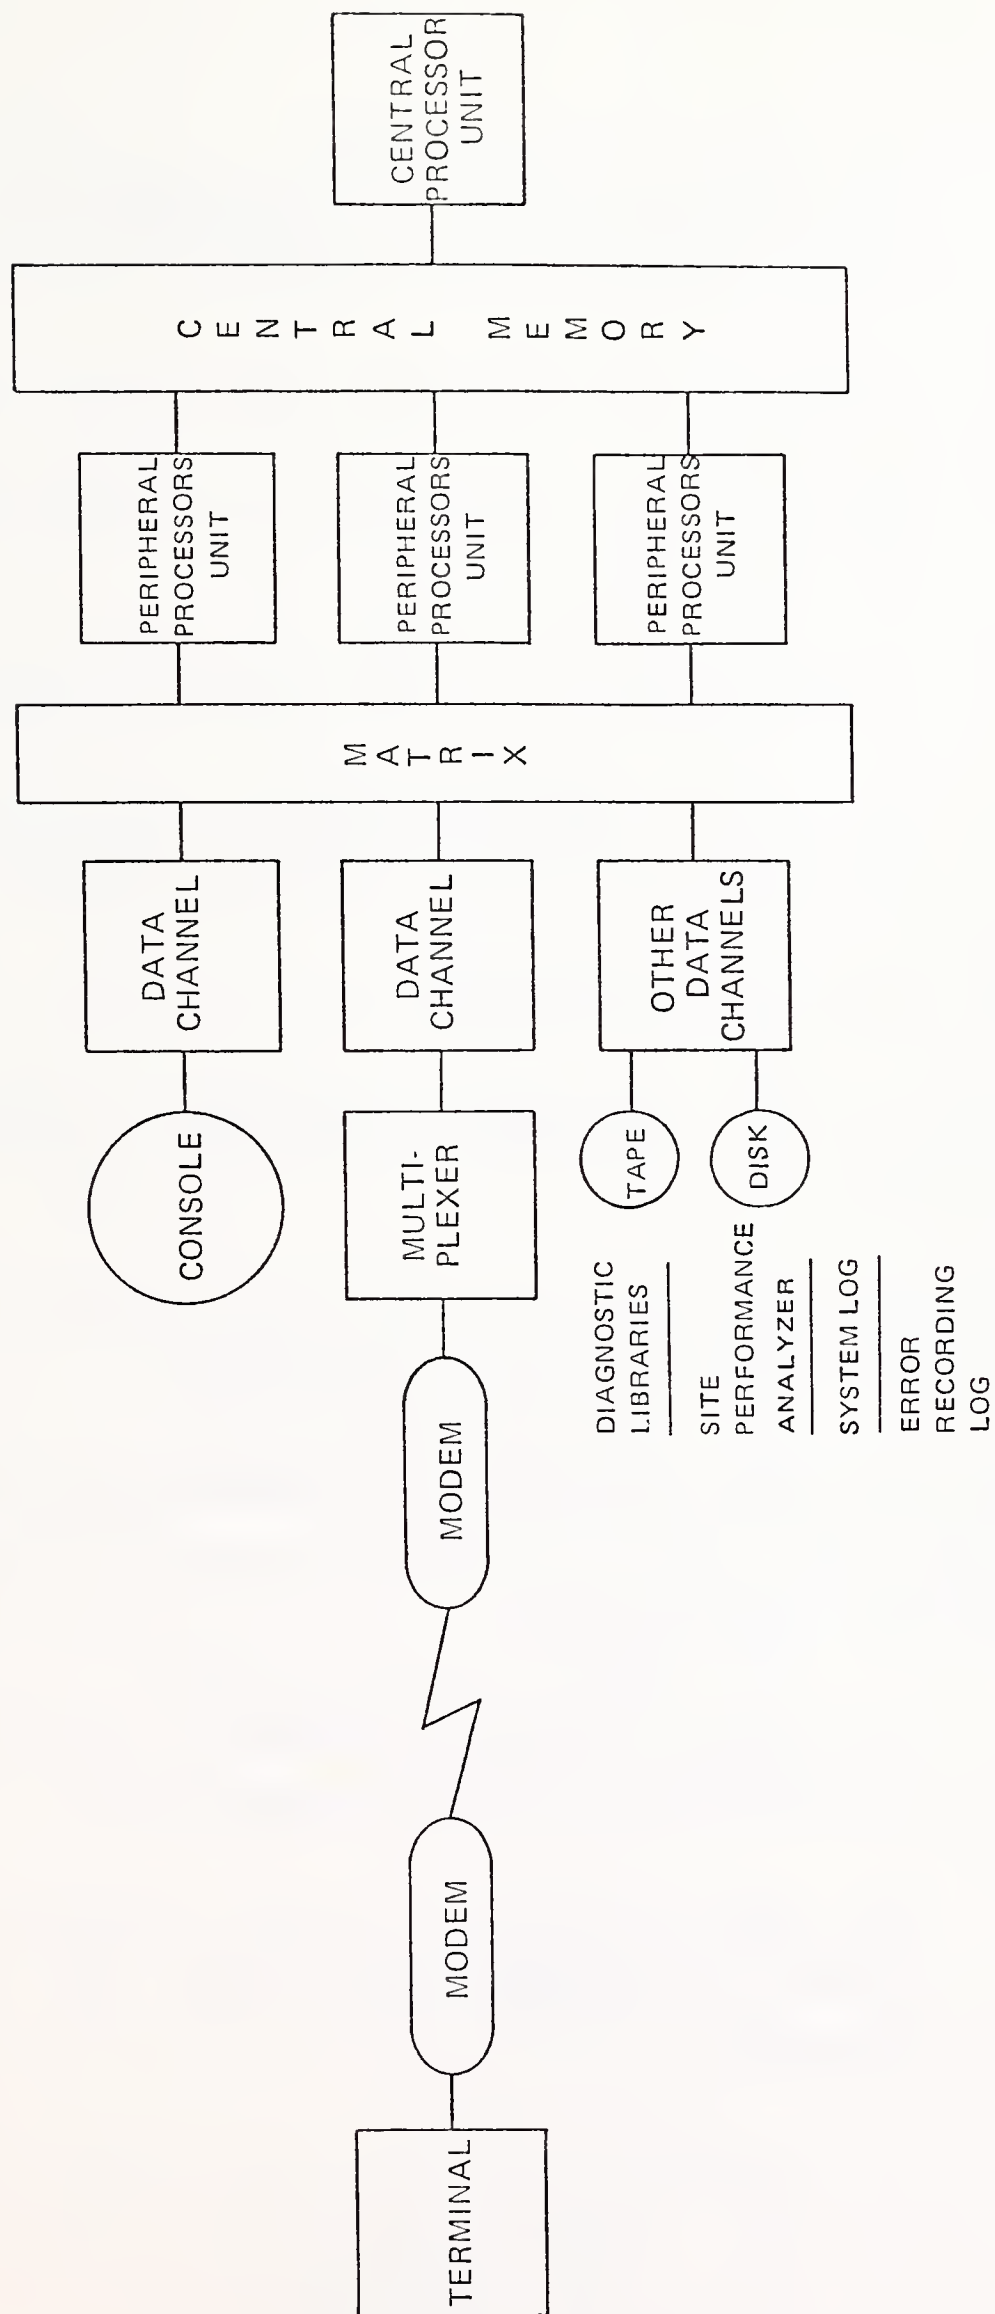 TERMINAL
MODEM
MODEM
MULTI-
PLEXER
CONSOLE
DATA
CHANNEL
DATA
CHANNEL
TAPE
DISK
OTHER
DATA
CHANNELS
DIAGNOSTIC
LIBRARIES
SITE
PERFORMANCE
ANALYZER
SYSTEM LOG
ERROR
RECORDING
LOG
MATRIX
PERIPHERAL
PROCESSORS
UNIT
PERIPHERAL
PROCESSORS
UNIT
PERIPHERAL
PROCESSORS
UNIT
CENTRAL MEMORY
CENTRAL
PROCESSOR
UNIT